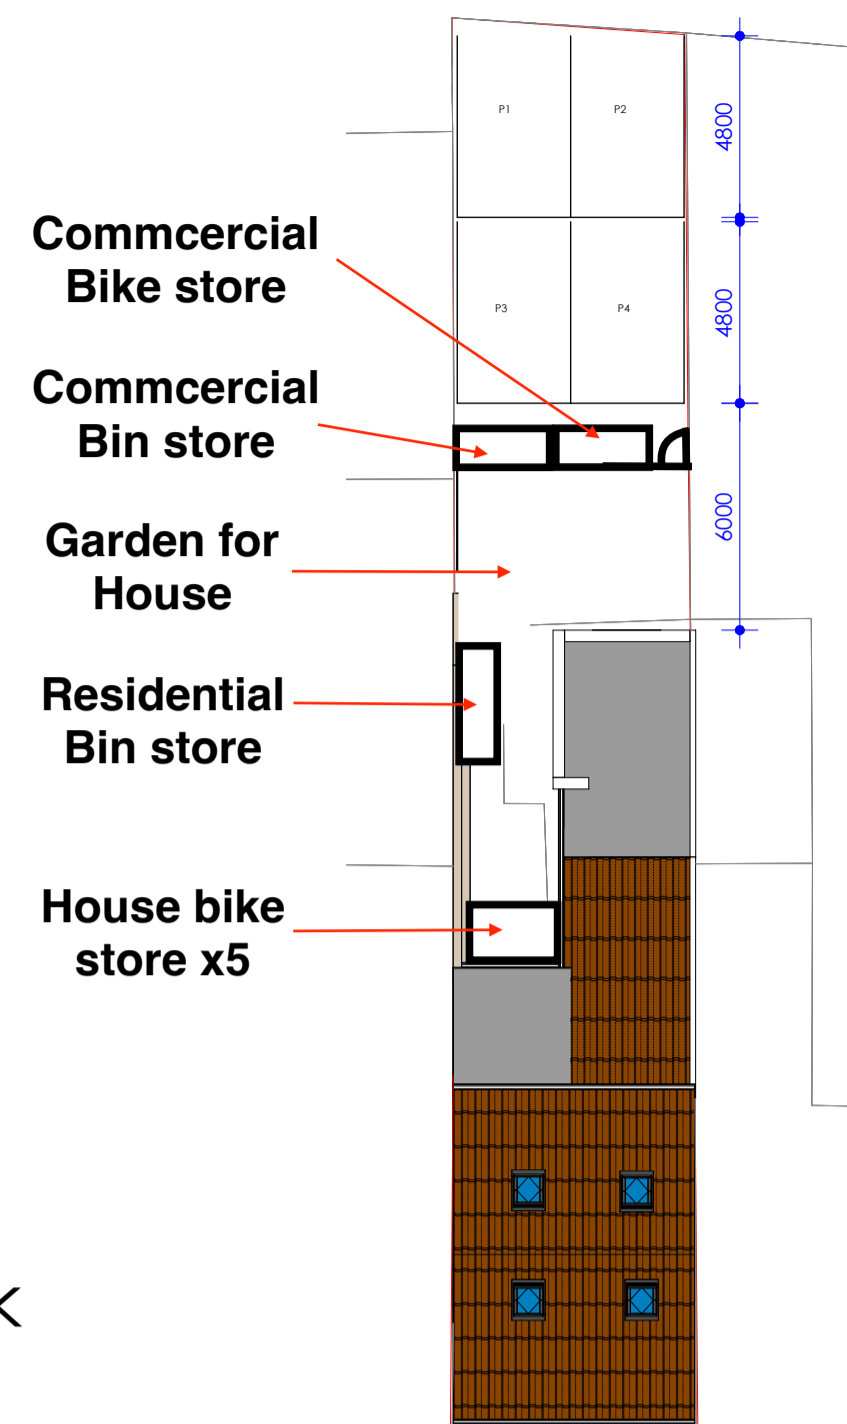 P1
P2
4800
Commcercial
Bike store
P3
P4
4800
Commcercial
Bin store
6000
Garden for
House
Residential
Bin store
House bike
store x5